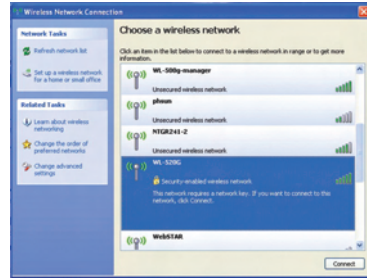 Wireless Network Connection
Network Tasks
Refresh network list
Set up a wireless network
for a home or small office
Related Tasks
Learn about wireless
networking
Change the order of
preferred networks
Change advanced
settings
Choose a wireless network
Click an item in the list below to connect to a wireless network in range or to get more
information.
WL-500g-manager
Unsecured wireless network
pheun
Unsecured wireless network
NTGR241-2
Unsecured wireless network
WL-520G
Security-enabled wireless network
This network requires a network key. If you want to connect to this
network, click Connect.
WebSTAR
Connect